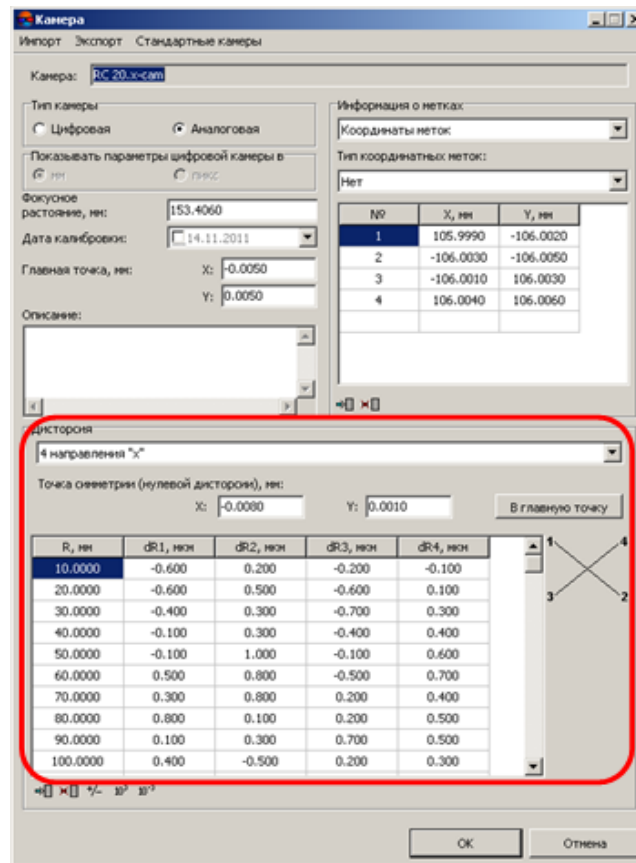 Камера
Импорт Экспорт Стандартные камеры
Камера: RC 20.x-cam
Тип камеры
Цифровая Аналоговая
Показывать параметры цифровой камеры в
мм пикс
Фокусное
растояние, мм: 153.4060
Дата калибровки: 14.11.2011
Главная точка, мм: X: -0.0050
Y: 0.0050
Описание:
Информация о метках
Координаты меток
Тип координатных меток:
Нет
№ X, мм Y, мм
1 105.9990 -106.0020
2 -106.0030 -106.0050
3 -106.0010 106.0030
4 106.0040 106.0060
Дисторсия
4 направления "x"
Точка симметрии (нулевой дисторсии), мм:
X: -0.0080 Y: 0.0010 В главную точку
R, мм dR1, мкм dR2, мкм dR3, мкм dR4, мкм
10.0000 -0.600 0.200 -0.200 -0.100
20.0000 -0.600 0.500 -0.600 0.100
30.0000 -0.400 0.300 -0.700 0.300
40.0000 -0.100 0.300 -0.400 0.400
50.0000 -0.100 1.000 -0.100 0.600
60.0000 0.500 0.800 -0.500 0.700
70.0000 0.300 0.800 0.200 0.400
80.0000 0.800 0.100 0.200 0.500
90.0000 0.100 0.300 0.700 0.500
100.0000 0.400 -0.500 0.200 0.300
1 4
3 2
+/- 10³ 10⁻³
OK Отмена